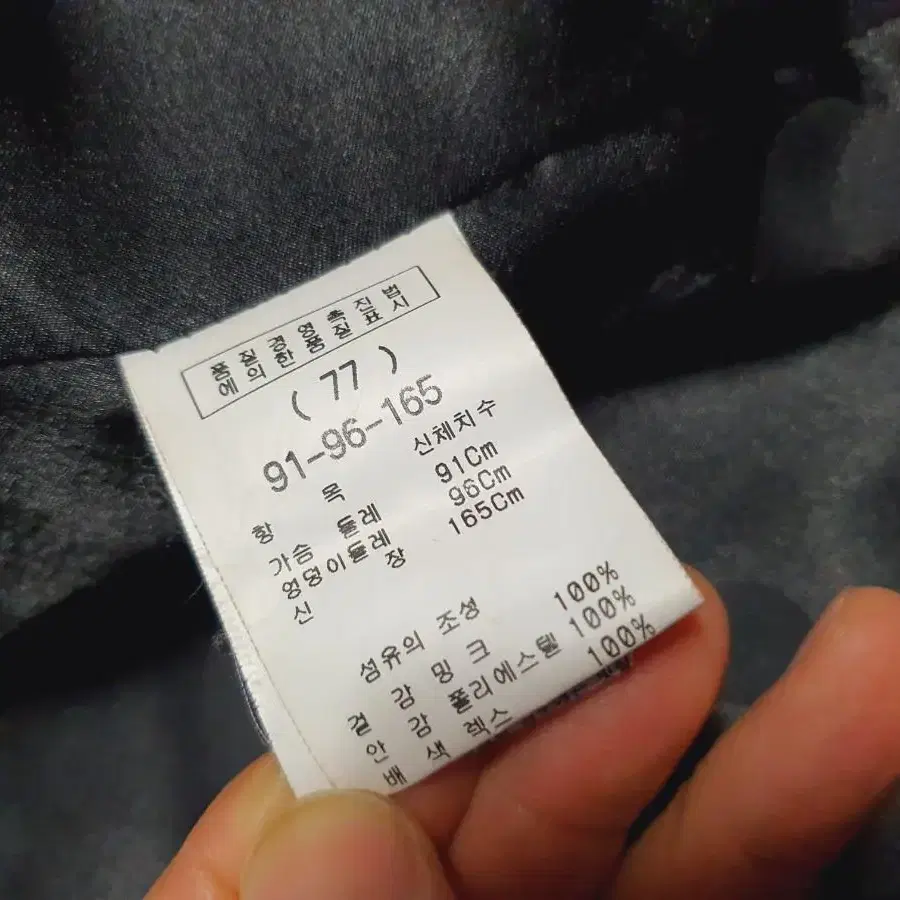 품질경영촉진법
에의한품질표시
( 77 )
91-96-165
항 목 신체치수
가슴 둘레 91Cm
엉덩이둘레 96Cm
신 장 165Cm
섬유의 조성
겉 감 밍크 100%
안 감 폴리에스텔 100%
배 색 렉스 100%